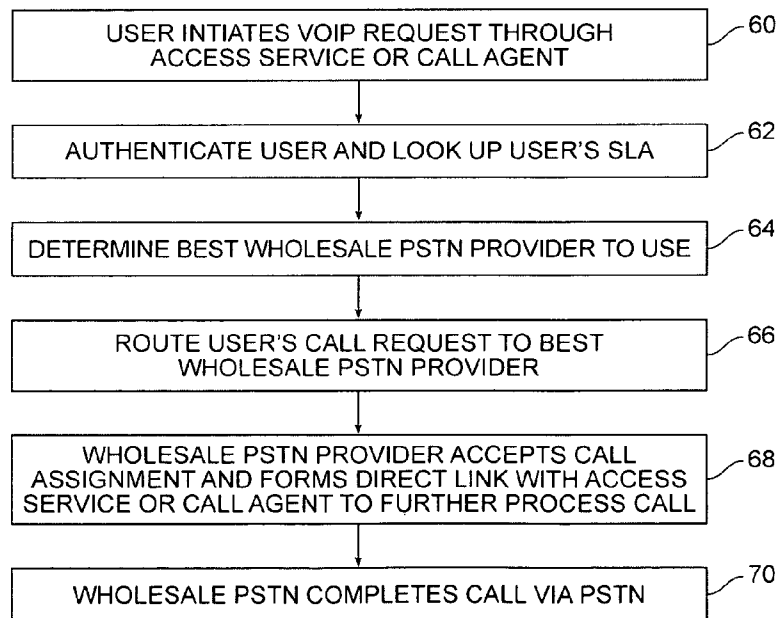 USER INTIATES VOIP REQUEST THROUGH
ACCESS SERVICE OR CALL AGENT
60
AUTHENTICATE USER AND LOOK UP USER'S SLA
62
DETERMINE BEST WHOLESALE PSTN PROVIDER TO USE
64
ROUTE USER'S CALL REQUEST TO BEST
WHOLESALE PSTN PROVIDER
66
WHOLESALE PSTN PROVIDER ACCEPTS CALL
ASSIGNMENT AND FORMS DIRECT LINK WITH ACCESS
SERVICE OR CALL AGENT TO FURTHER PROCESS CALL
68
WHOLESALE PSTN COMPLETES CALL VIA PSTN
70